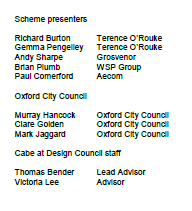 Scheme presenters
Richard Burton Terence O'Rouke
Gemma Pengelley Terence O'Rouke
Andy Sharpe Grosvenor
Brian Plumb WSP Group
Paul Comerford Aecom
Oxford City Council
Murray Hancock Oxford City Council
Clare Golden Oxford City Council
Mark Jaggard Oxford City Council
Cabe at Design Council staff
Thomas Bender Lead Advisor
Victoria Lee Advisor